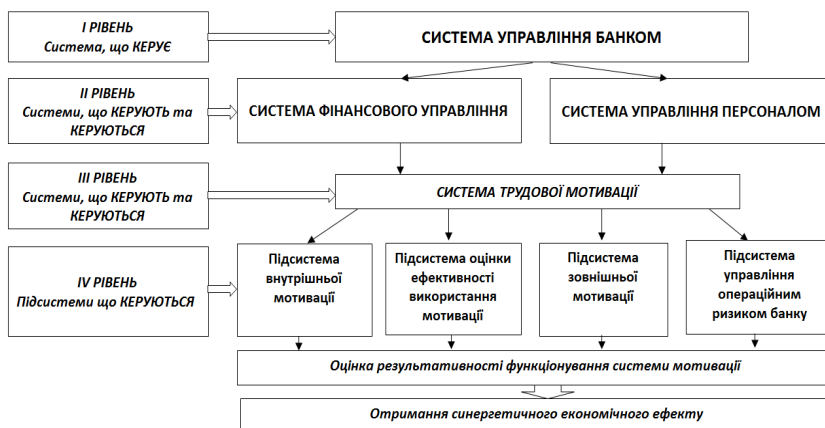 І РІВЕНЬ
Система, що КЕРУЄ
СИСТЕМА УПРАВЛІННЯ БАНКОМ
ІІ РІВЕНЬ
Системи, що КЕРУЮТЬ та
КЕРУЮТЬСЯ
СИСТЕМА ФІНАНСОВОГО УПРАВЛІННЯ
СИСТЕМА УПРАВЛІННЯ ПЕРСОНАЛОМ
ІІІ РІВЕНЬ
Системи, що КЕРУЮТЬ та
КЕРУЮТЬСЯ
СИСТЕМА ТРУДОВОЇ МОТИВАЦІЇ
IV РІВЕНЬ
Підсистеми що КЕРУЮТЬСЯ
Підсистема
внутрішньої
мотивації
Підсистема оцінки
ефективності
використання
мотивації
Підсистема
зовнішньої
мотивації
Підсистема
управління
операційним
ризиком банку
Оцінка результативності функціонування системи мотивації
Отримання синергетичного економічного ефекту